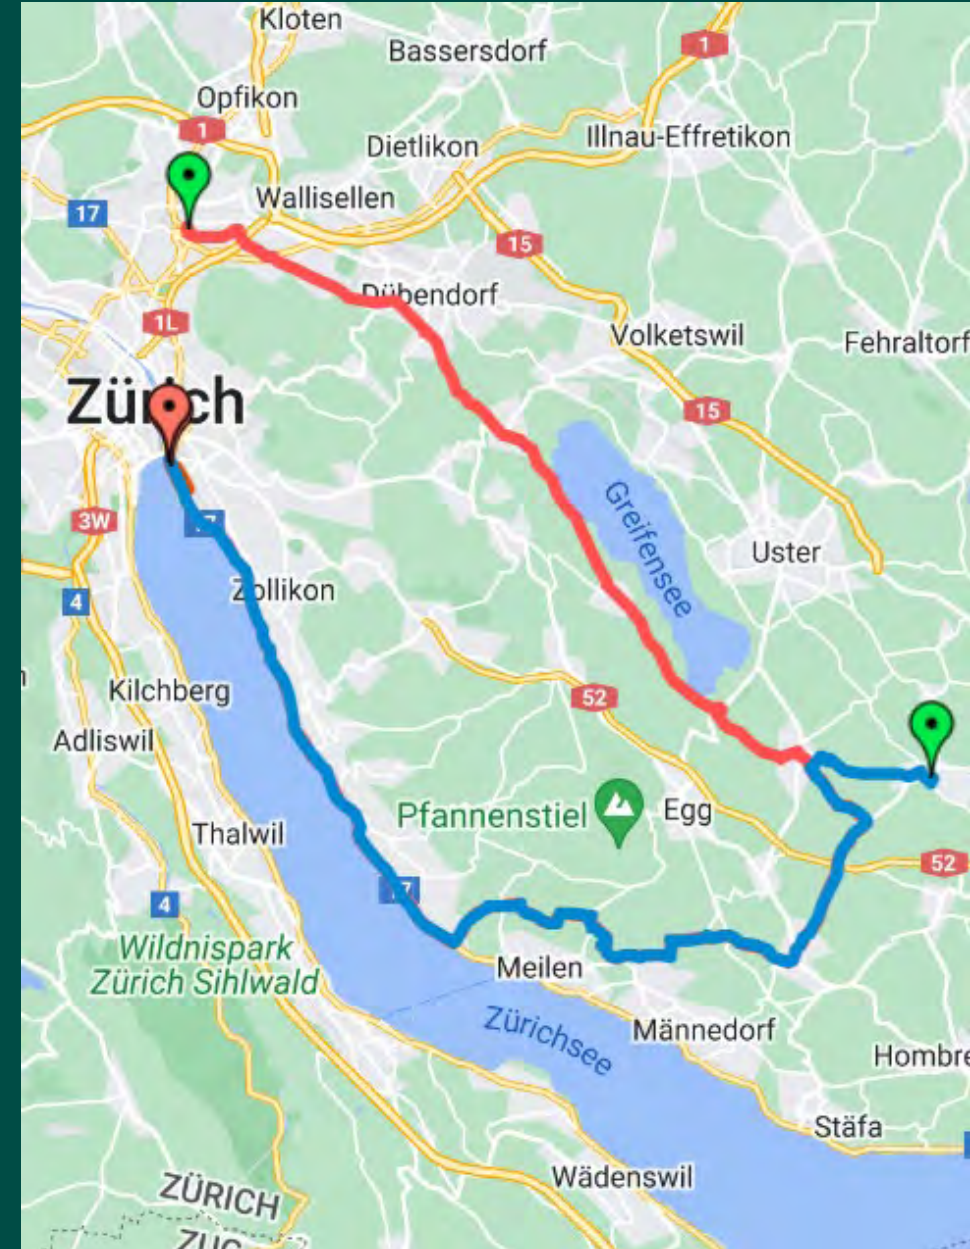 Kloten
Bassersdorf
1
Opfikon
1
Dietlikon
Illnau-Effretikon
Wallisellen
17
15
Dübendorf
1L
Volketswil
Fehraltorf
Zürich
15
Greifensee
3W
Uster
Zollikon
4
Kilchberg
52
Adliswil
Pfannenstiel
Egg
Thalwil
52
4
Wildnispark
Zürich Sihlwald
Meilen
Zürichsee
Männedorf
Hombre
Stäfa
Wädenswil
ZÜRICH
ZUG